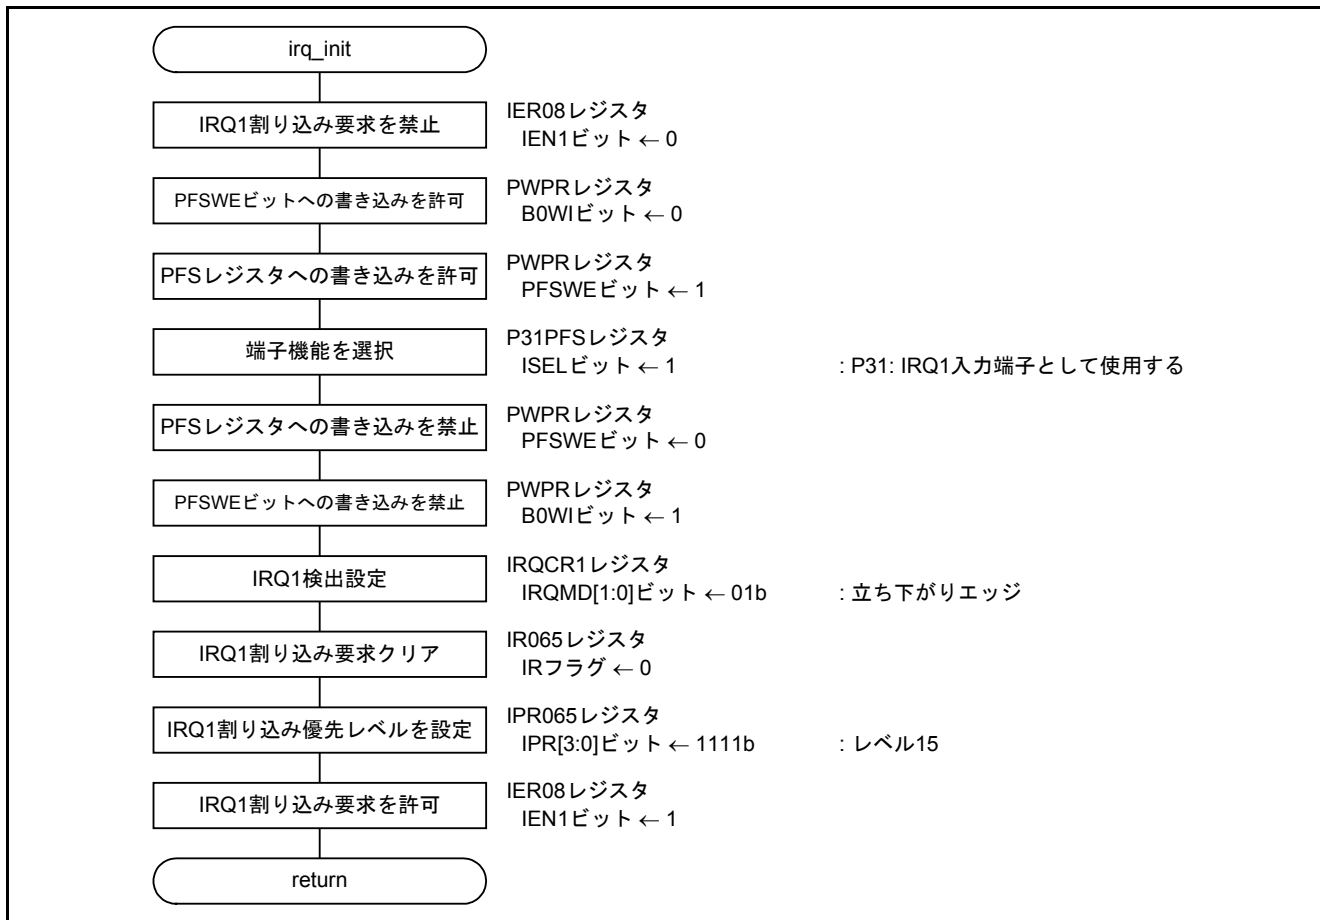 irq_init
IRQ1割り込み要求を禁止
IER08レジスタ
IEN1ビット ← 0
PFSWEビットへの書き込みを許可
PWPRレジスタ
B0WIビット ← 0
PFSレジスタへの書き込みを許可
PWPRレジスタ
PFSWEビット ← 1
端子機能を選択
P31PFSレジスタ
ISELビット ← 1 : P31: IRQ1入力端子として使用する
PFSレジスタへの書き込みを禁止
PWPRレジスタ
PFSWEビット ← 0
PFSWEビットへの書き込みを禁止
PWPRレジスタ
B0WIビット ← 1
IRQ1検出設定
IRQCR1レジスタ
IRQMD[1:0]ビット ← 01b : 立ち下がりエッジ
IRQ1割り込み要求クリア
IR065レジスタ
IRフラグ ← 0
IRQ1割り込み優先レベルを設定
IPR065レジスタ
IPR[3:0]ビット ← 1111b : レベル15
IRQ1割り込み要求を許可
IER08レジスタ
IEN1ビット ← 1
return